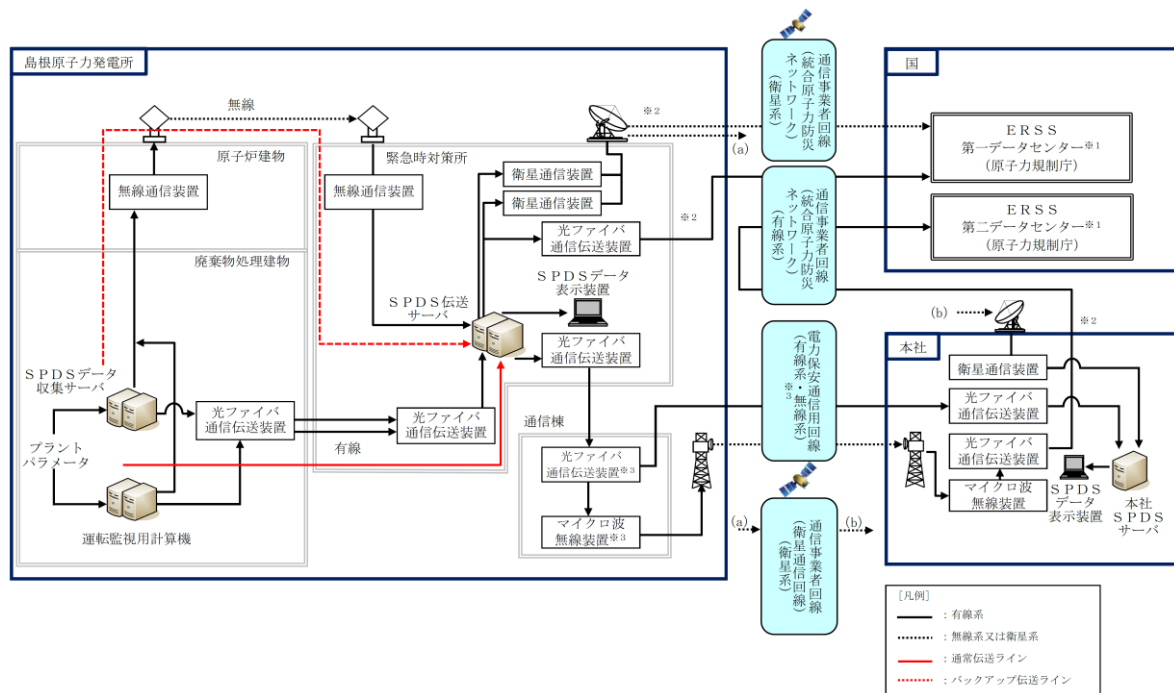 島根原子力発電所
無線
原子炉建物
無線通信装置
廃棄物処理建物
SPDSデータ
収集サーバ
プラント
パラメータ
運転監視用計算機
光ファイバ
通信伝送装置
有線
緊急時対策所
無線通信装置
SPDS伝送
サーバ
光ファイバ
通信伝送装置
※2
(a)
衛星通信装置
衛星通信装置
※2
光ファイバ
通信伝送装置
SPDSデータ
表示装置
光ファイバ
通信伝送装置
通信棟
光ファイバ
通信伝送装置※3
マイクロ波
無線装置※3
通信事業者回線
(統合原子力防災
ネットワーク)
(衛星系)
通信事業者回線
(統合原子力防災
ネットワーク)
(有線系)
電力保安通信用回線
(有線系・無線系)
※3
(a)
通信事業者回線
(衛星通信回線)
(衛星系)
(b)
国
ERSS
第一データセンター※1
(原子力規制庁)
ERSS
第二データセンター※1
(原子力規制庁)
(b)
※2
本社
衛星通信装置
光ファイバ
通信伝送装置
光ファイバ
通信伝送装置
マイクロ波
無線装置
SPDS
データ
表示装置
本社
SPDS
サーバ
[凡例]
:有線系
:無線系又は衛星系
:通常伝送ライン
:バックアップ伝送ライン